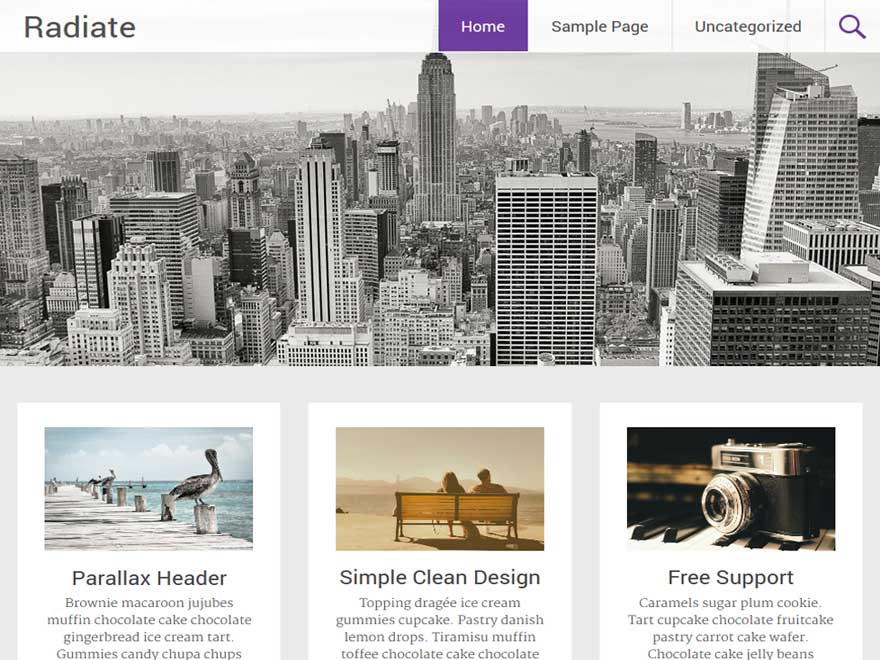 Radiate
Home
Sample Page
Uncategorized
Parallax Header
Brownie macaroon jujubes
muffin chocolate cake chocolate
gingerbread ice cream tart.
Gummies candy chupa chups
Simple Clean Design
Topping dragée ice cream
gummies cupcake. Pastry danish
lemon drops. Tiramisu muffin
toffee chocolate cake chocolate
Free Support
Caramels sugar plum cookie.
Tart cupcake chocolate fruitcake
pastry carrot cake wafer.
Chocolate cake jelly beans